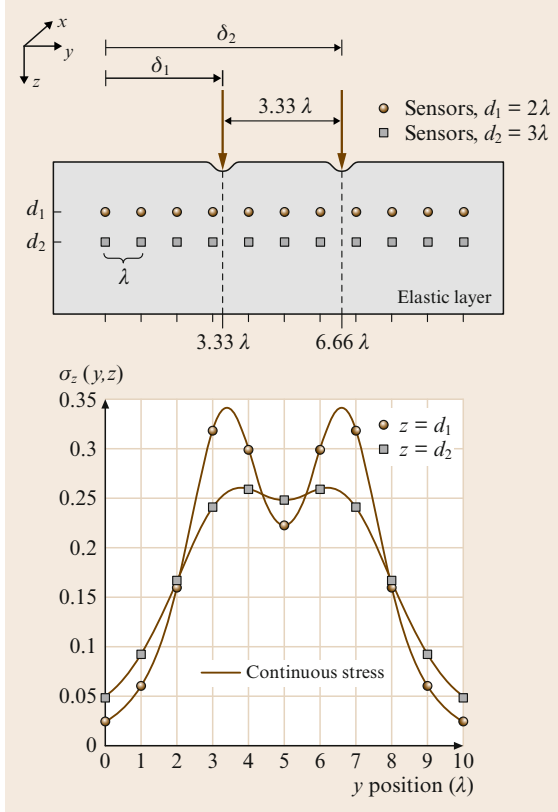 x
y
z
δ₂
δ₁
3.33 λ
Sensors, d₁ = 2λ
Sensors, d₂ = 3λ
d₁
d₂
λ
Elastic layer
3.33 λ 6.66 λ
σz (y,z)
0.35
0.3
0.25
0.2
0.15
0.1
0.05
0
z = d₁
z = d₂
Continuous stress
0 1 2 3 4 5 6 7 8 9 10
y position (λ)